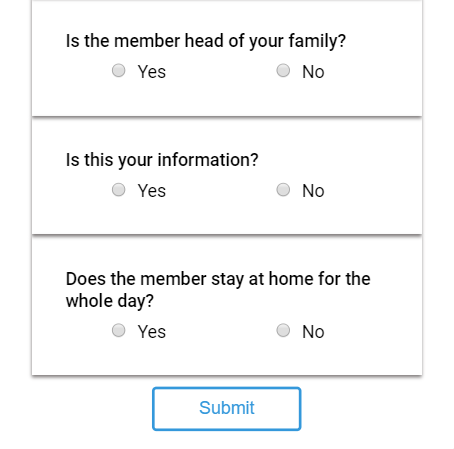 Is the member head of your family?
Yes No
Is this your information?
Yes No
Does the member stay at home for the
whole day?
Yes No
Submit